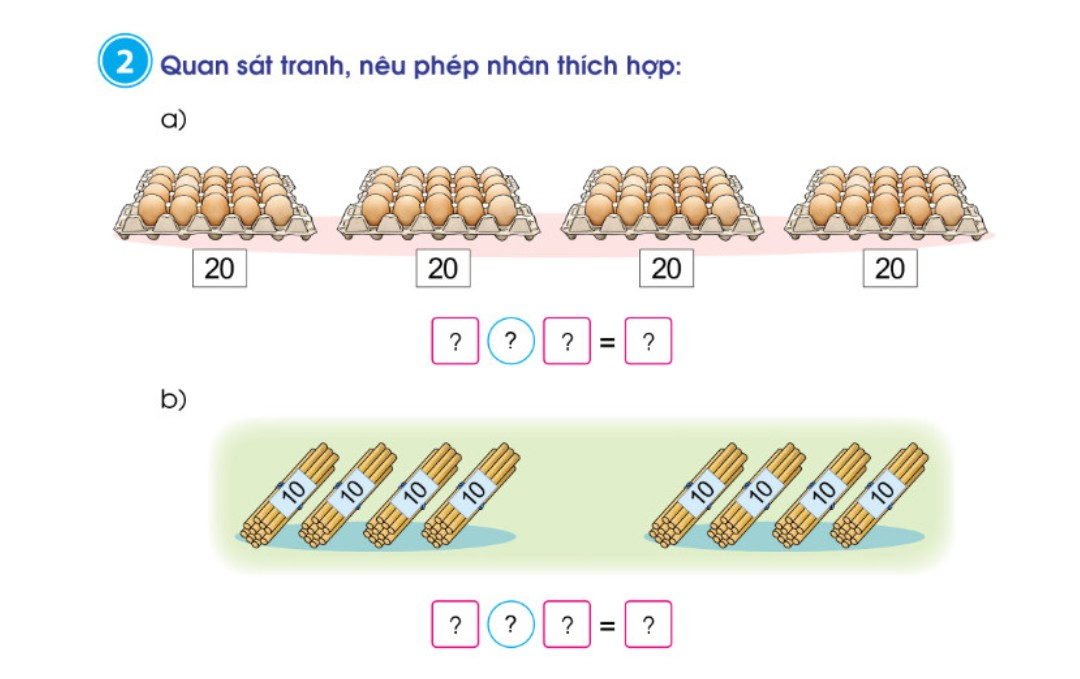 2 Quan sát tranh, nêu phép nhân thích hợp:
a)
20 20 20 20
? ? ? = ?
b)
10 10 10 10 10 10 10 10
? ? ? = ?